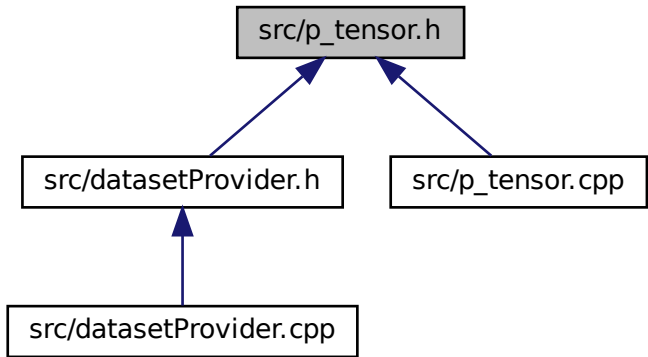 src/p_tensor.h
src/datasetProvider.h
src/p_tensor.cpp
src/datasetProvider.cpp